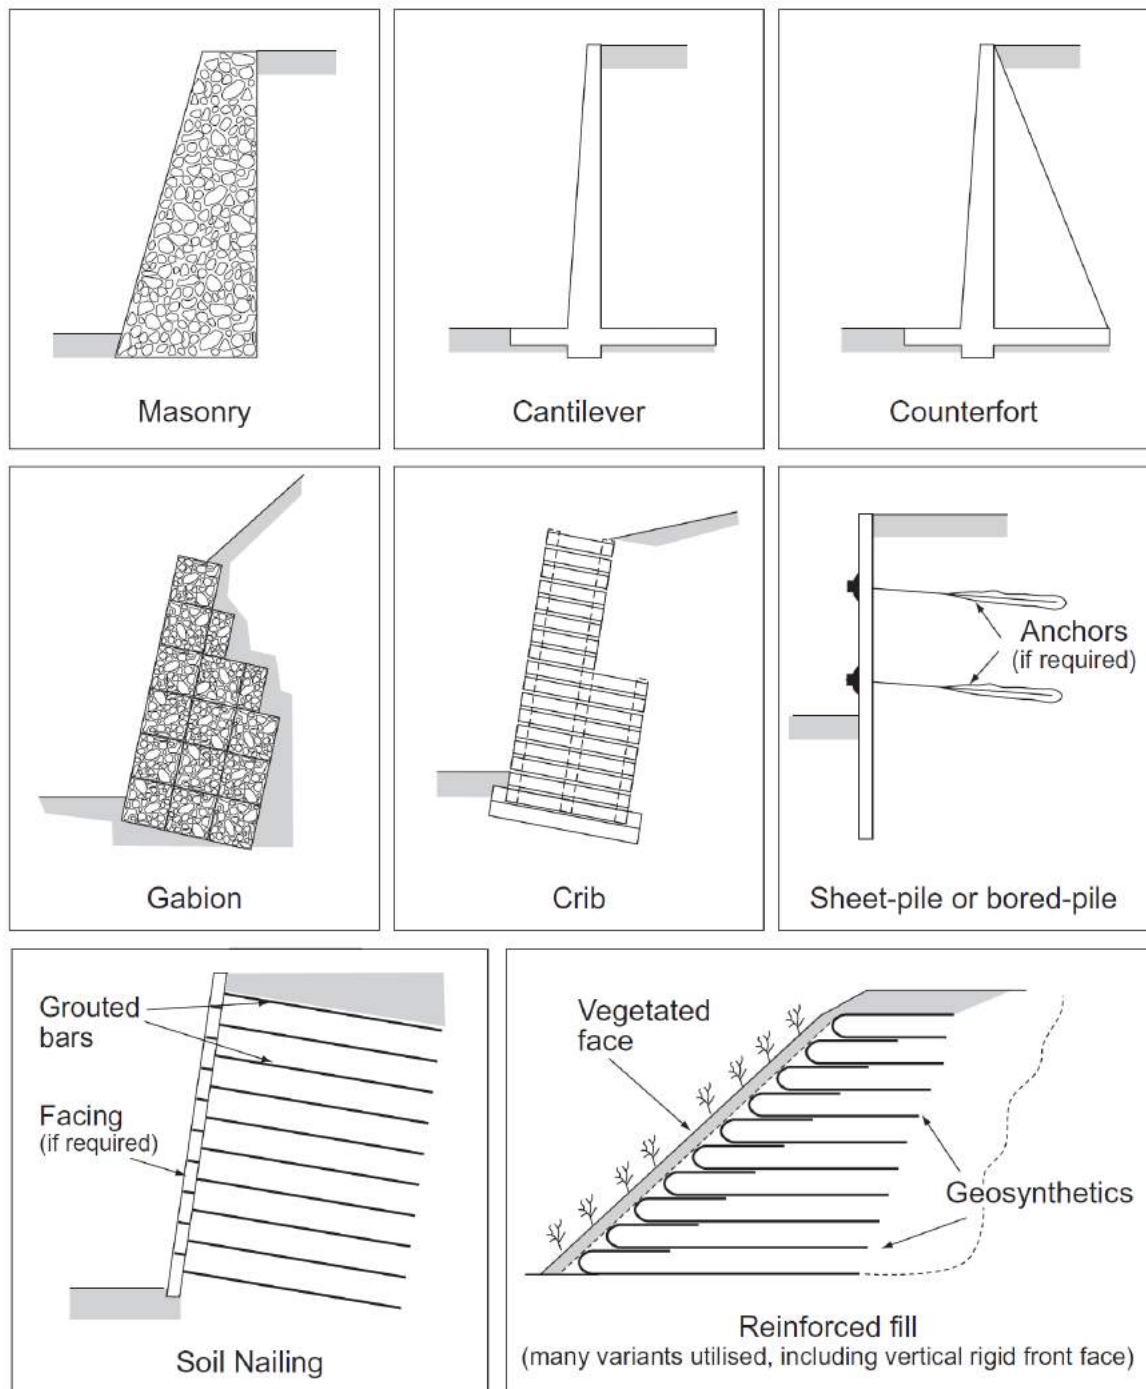 Masonry
Cantilever
Counterfort
Gabion
Crib
Anchors
(if required)
Sheet-pile or bored-pile
Grouted
bars
Facing
(if required)
Soil Nailing
Vegetated
face
Geosynthetics
Reinforced fill
(many variants utilised, including vertical rigid front face)